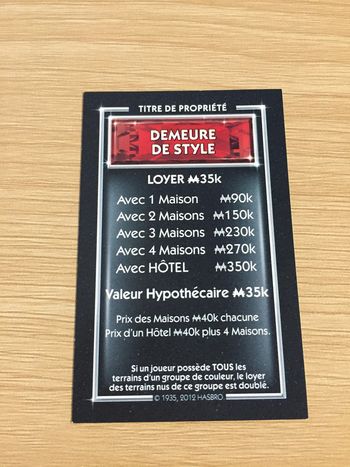 TITRE DE PROPRIÉTÉ
DEMEURE
DE STYLE
LOYER ₩35k
Avec 1 Maison ₩90k
Avec 2 Maisons ₩150k
Avec 3 Maisons ₩230k
Avec 4 Maisons ₩270k
Avec HÔTEL ₩350k
Valeur Hypothécaire ₩35k
Prix des Maisons ₩40k chacune
Prix d'un Hôtel ₩40k plus 4 Maisons.
Si un joueur possède TOUS les
terrains d'un groupe de couleur, le loyer
des terrains nus de ce groupe est doublé.
© 1935, 2012 HASBRO